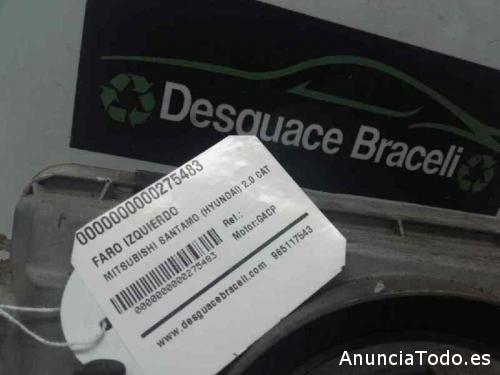 Desguace Braceli
0000000000275483
FARO IZQUIERDO
MITSUBISHI SANTAMO (HYUNDAI) 2.0 CAT
Ref.:
Motor:G4CP
0000000000275483
www.desguacebraceli.com 965117543
AnunciaTodo.es